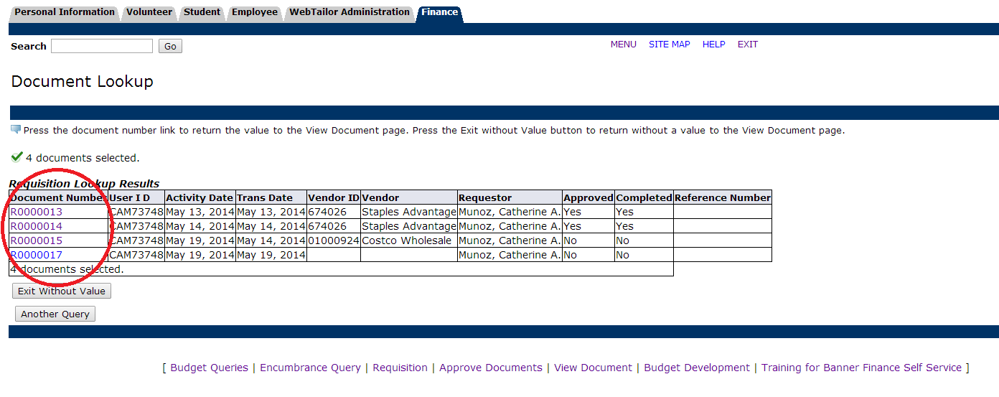 Personal Information Volunteer Student Employee WebTailor Administration Finance
Search Go MENU SITE MAP HELP EXIT
Document Lookup
Press the document number link to return the value to the View Document page. Press the Exit without Value button to return without a value to the View Document page.
4 documents selected.
Requisition Lookup Results
Document Number User I D Activity Date Trans Date Vendor ID Vendor Requestor Approved Completed Reference Number
R0000013 CAM73748 May 13, 2014 May 13, 2014 674026 Staples Advantage Munoz, Catherine A. Yes Yes
R0000014 CAM73748 May 14, 2014 May 14, 2014 674026 Staples Advantage Munoz, Catherine A. Yes Yes
R0000015 CAM73748 May 19, 2014 May 14, 2014 01000924 Costco Wholesale Munoz, Catherine A. No No
R0000017 CAM73748 May 19, 2014 May 19, 2014 Munoz, Catherine A. No No
4 documents selected.
Exit Without Value
Another Query
[ Budget Queries | Encumbrance Query | Requisition | Approve Documents | View Document | Budget Development | Training for Banner Finance Self Service ]